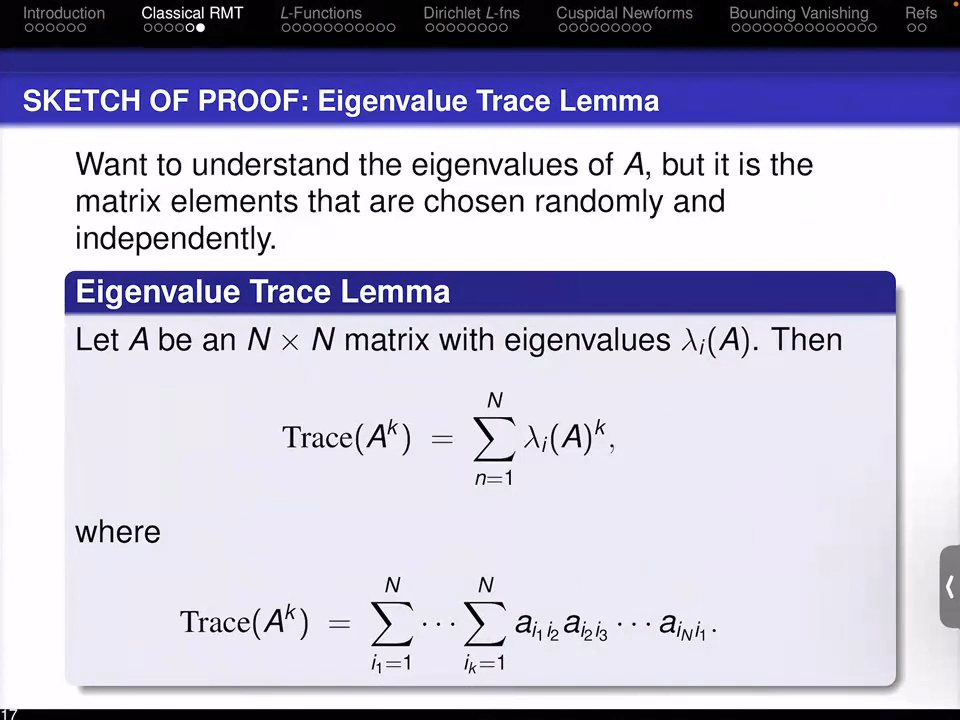 Introduction Classical RMT L-Functions Dirichlet L-fns Cuspidal Newforms Bounding Vanishing Refs
SKETCH OF PROOF: Eigenvalue Trace Lemma
Want to understand the eigenvalues of A, but it is the
matrix elements that are chosen randomly and
independently.
Eigenvalue Trace Lemma
Let A be an N × N matrix with eigenvalues λ_i(A). Then
Trace(A^k) = ∑_{n=1}^{N} λ_i(A)^k,
where
Trace(A^k) = ∑_{i_1=1}^{N} ⋯ ∑_{i_k=1}^{N} a_{i_1 i_2} a_{i_2 i_3} ⋯ a_{i_N i_1}.
17